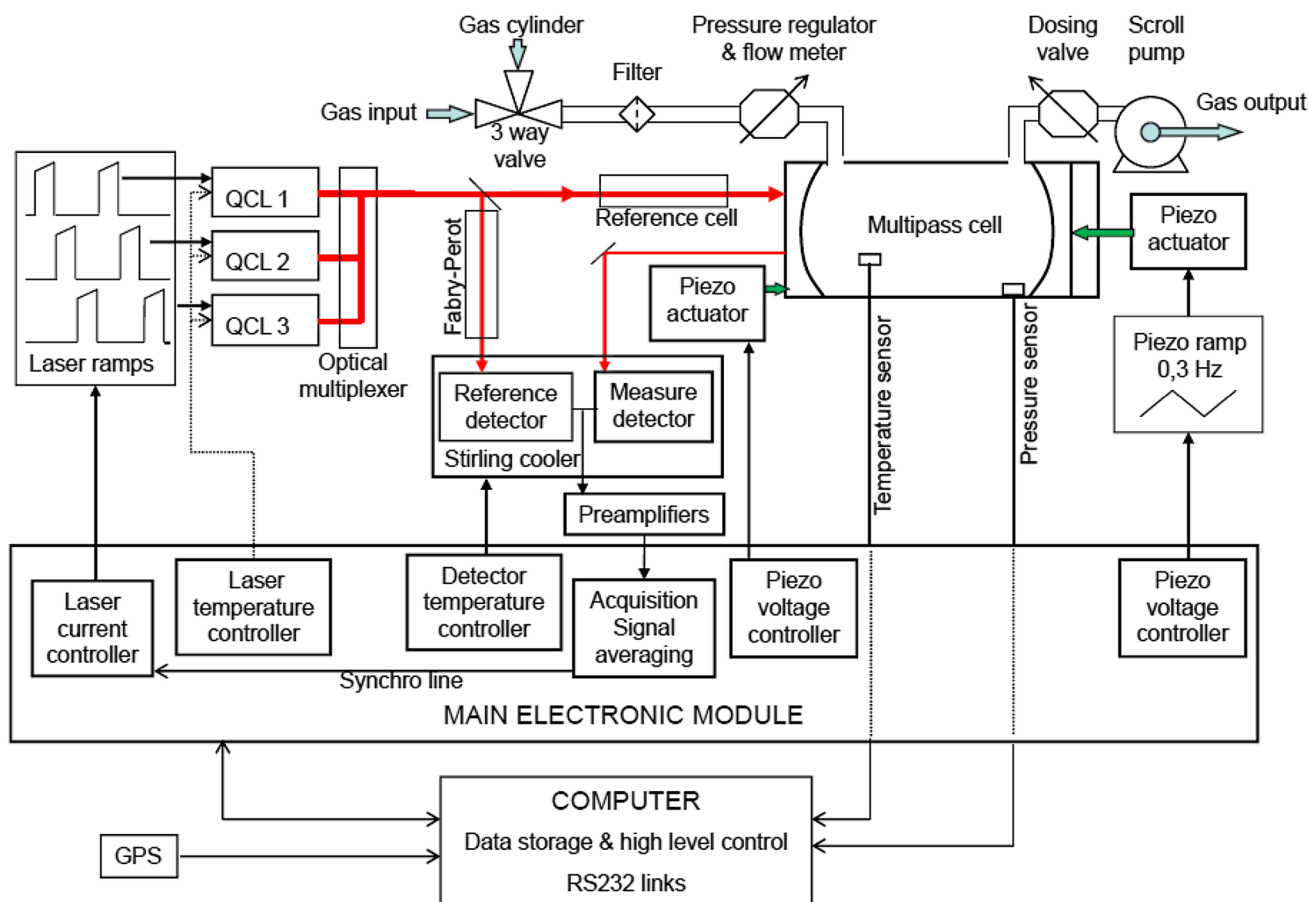 Gas cylinder
Pressure regulator
& flow meter
Dosing
valve
Scroll
pump
Filter
Gas input
Gas output
3 way
valve
QCL 1
QCL 2
QCL 3
Laser ramps
Optical
multiplexer
Fabry-Perot
Reference cell
Multipass cell
Piezo
actuator
Piezo
actuator
Piezo ramp
0,3 Hz
Reference
detector
Measure
detector
Stirling cooler
Temperature sensor
Pressure sensor
Preamplifiers
Laser
current
controller
Laser
temperature
controller
Detector
temperature
controller
Acquisition
Signal
averaging
Piezo
voltage
controller
Piezo
voltage
controller
Synchro line
MAIN ELECTRONIC MODULE
COMPUTER
Data storage & high level control
RS232 links
GPS